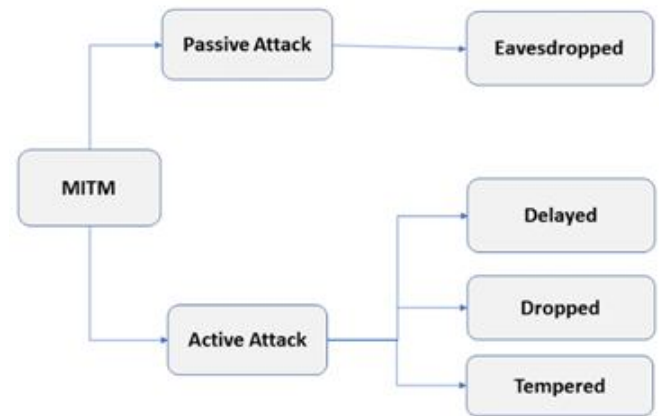 Passive Attack
Eavesdropped
MITM
Delayed
Dropped
Active Attack
Tempered